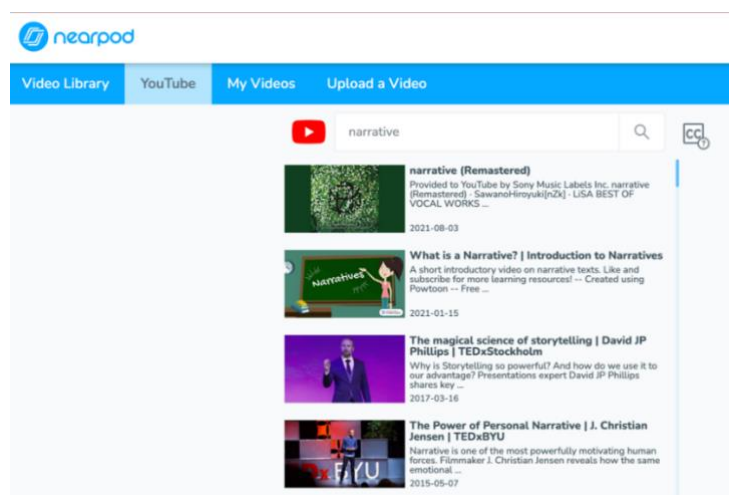 nearpod
Video Library YouTube My Videos Upload a Video
narrative
CC
narrative (Remastered)
Provided to YouTube by Sony Music Labels Inc. narrative
(Remastered) · SawanoHiroyuki[nZk] · LiSA BEST OF
VOCAL WORKS ...
2021-08-03
Narratives
What is a Narrative? | Introduction to Narratives
A short introductory video on narrative texts. Like and
subscribe for more learning resources! -- Created using
Powtoon -- Free ...
2021-01-15
The magical science of storytelling | David JP
Phillips | TEDxStockholm
Why is Storytelling so powerful? And how do we use it to
our advantage? Presentations expert David JP Phillips
shares key ...
2017-03-16
x BYU
The Power of Personal Narrative | J. Christian
Jensen | TEDxBYU
Narrative is one of the most powerfully motivating human
forces. Filmmaker J. Christian Jensen reveals how the same
emotional ...
2015-05-07